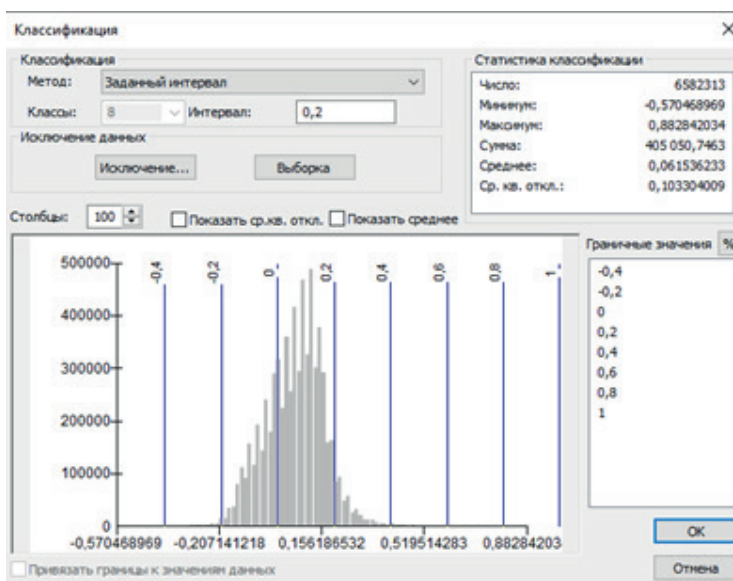 Классификация
Классификация
Метод: Заданный интервал
Классы: 8 Интервал: 0,2
Исключение данных
Исключение... Выборка
Статистика классификации
Число: 6582313
Минимум: -0,570468969
Максимум: 0,882842034
Сумма: 405 050,7463
Среднее: 0,061536233
Ср. кв. откл.: 0,103304009
Столбцы: 100 Показать ср.кв. откл. Показать среднее
Граничные значения %
-0,4
-0,2
0
0,2
0,4
0,6
0,8
1
-0,4 -0,2 0 0,2 0,4 0,6 0,8 1
500000
400000
300000
200000
100000
0
-0,570468969 -0,207141218 0,156186532 0,519514283 0,88284203
Привязать границы к значениям данных
OK
Отмена